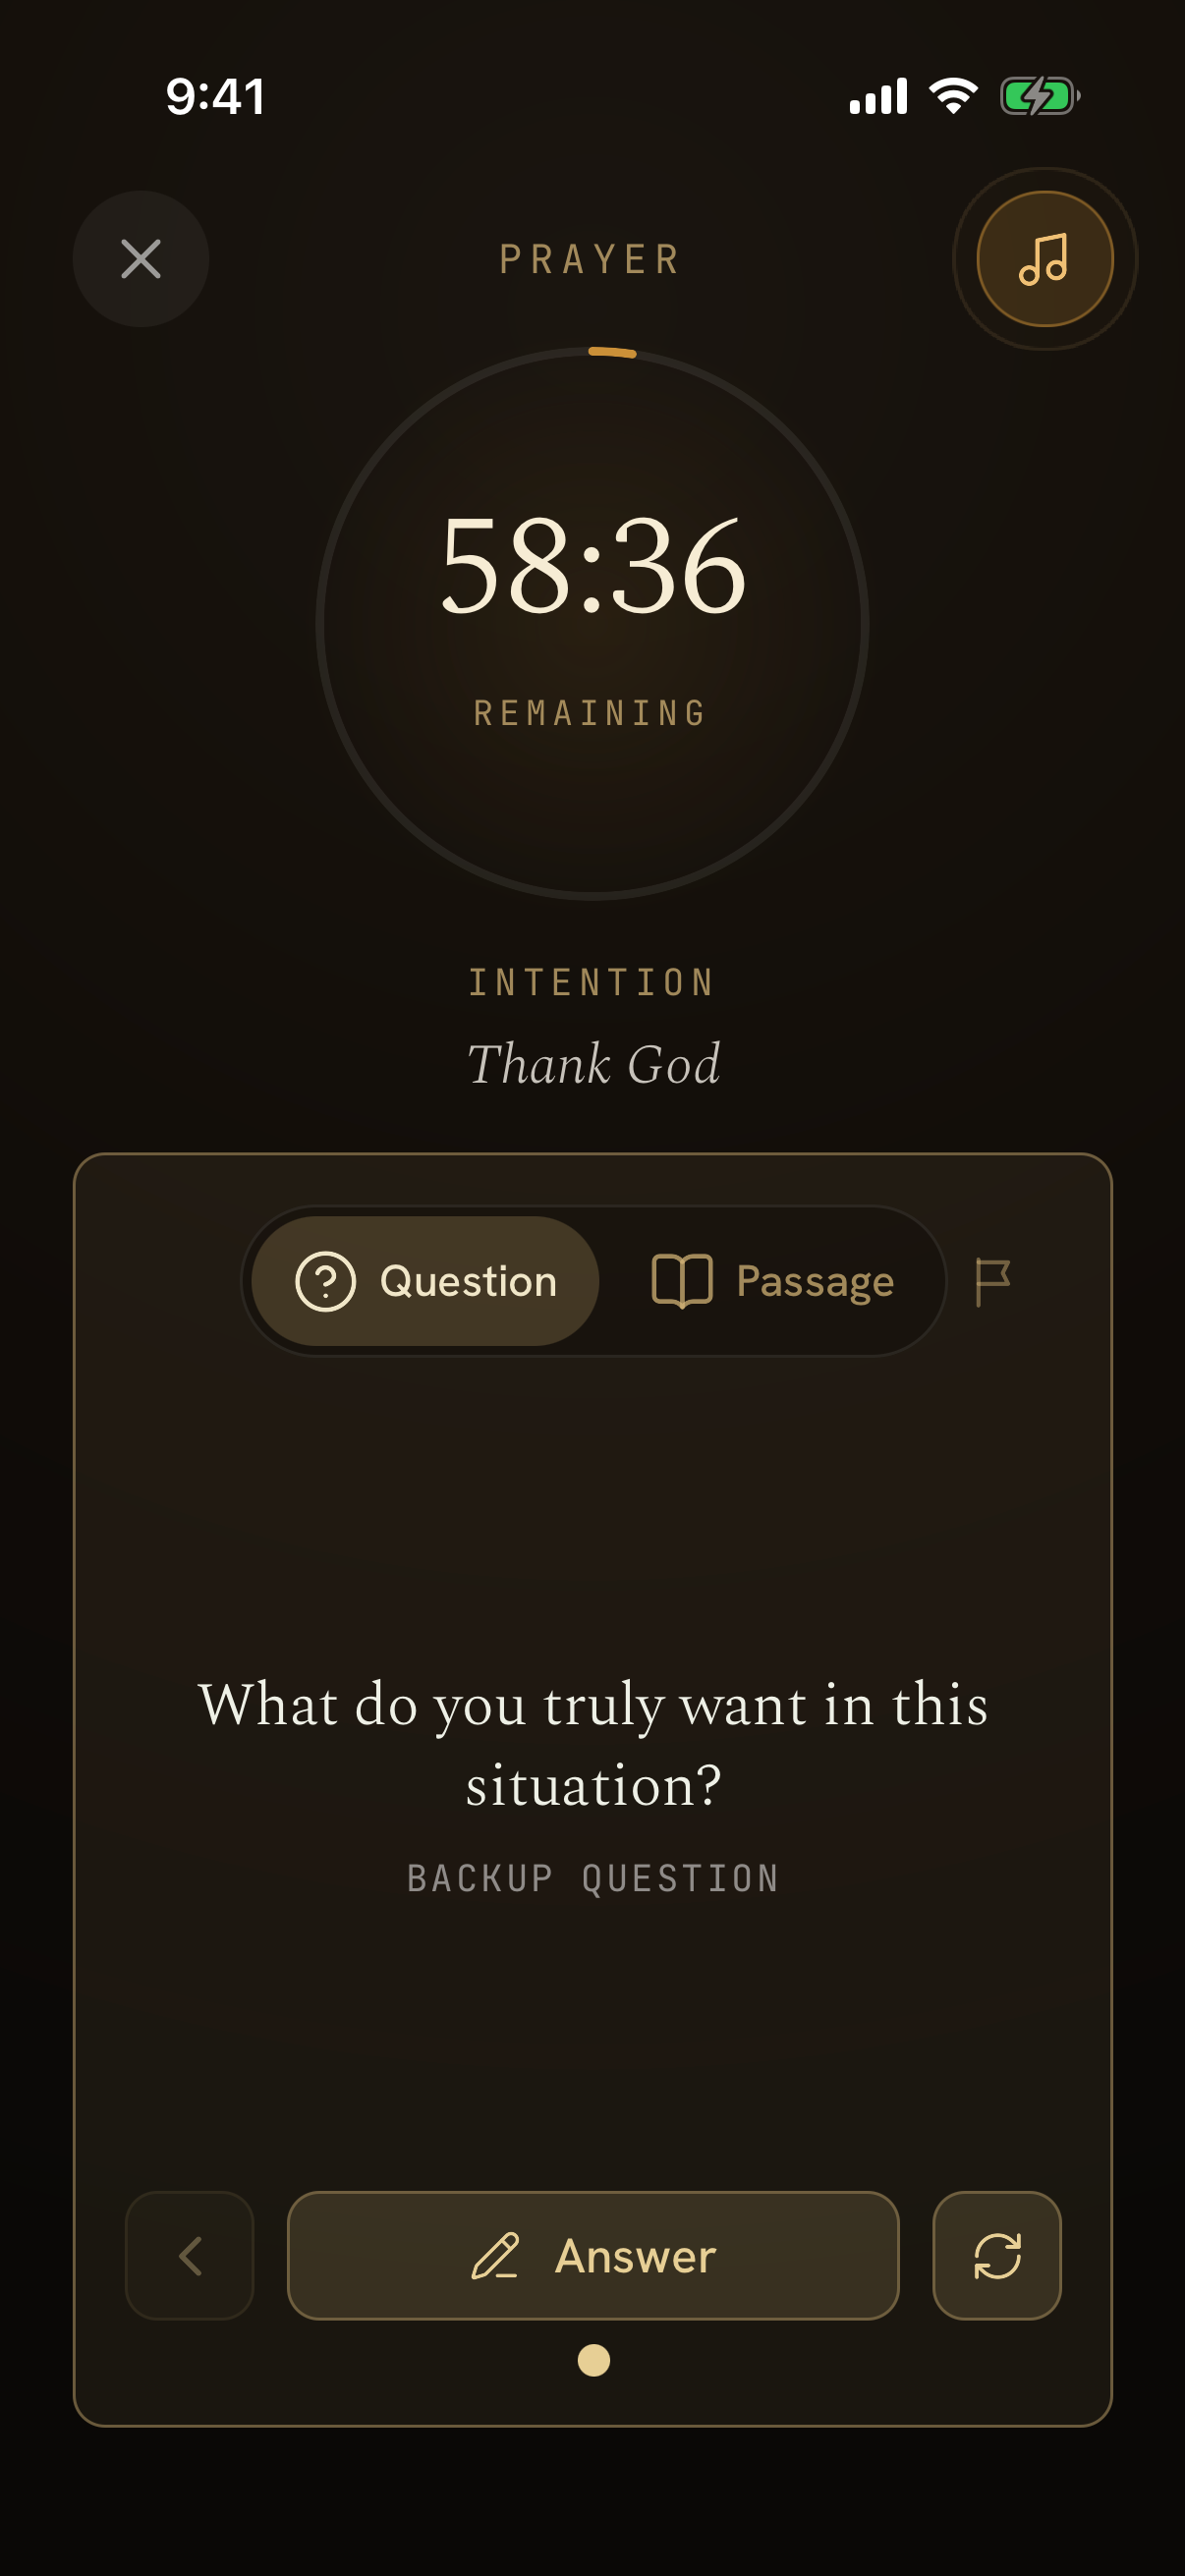 9:41
PRAYER
58:36
REMAINING
INTENTION
Thank God
Question
Passage
What do you truly want in this
situation?
BACKUP QUESTION
Answer